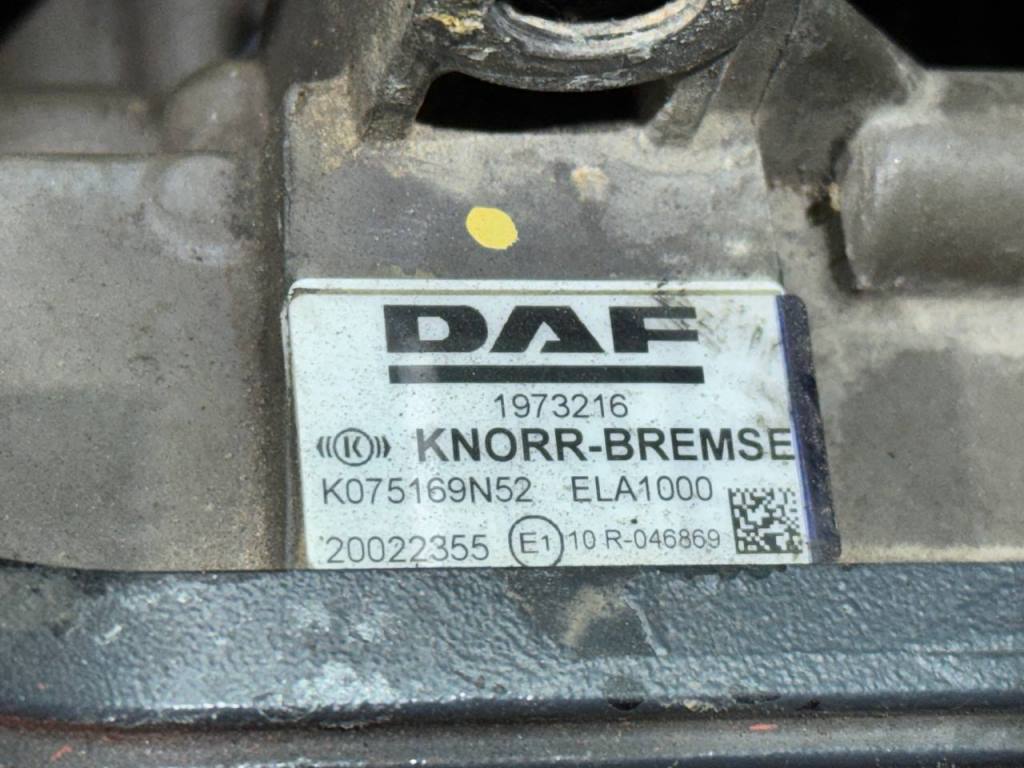 DAF
1973216
K KNORR-BREMSE
K075169N52 ELA1000
20022355 E1 10 R-046869